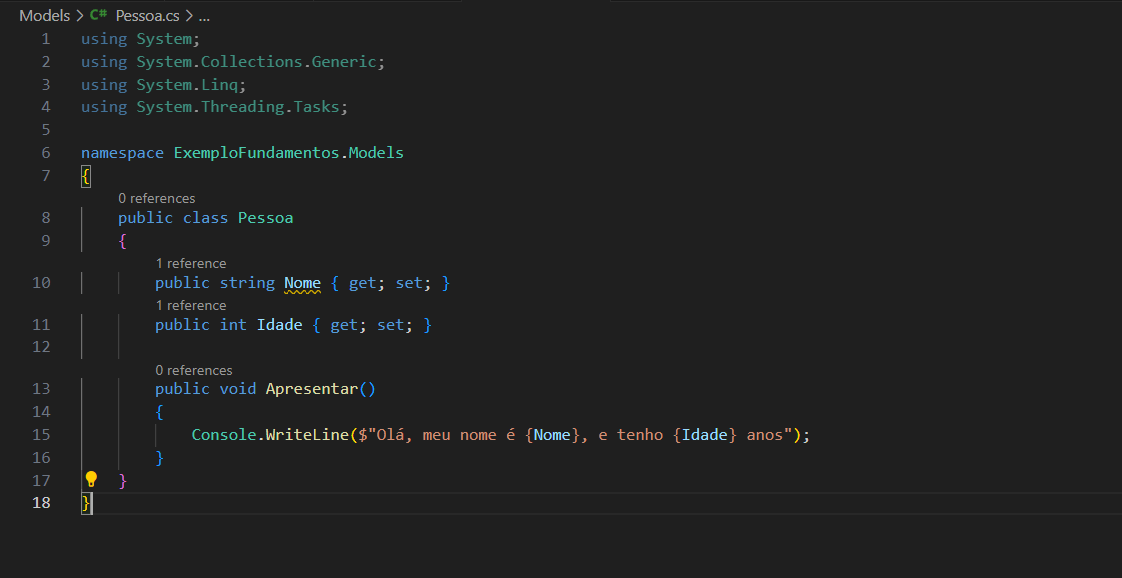 Models > C# Pessoa.cs > ...
1 using System;
2 using System.Collections.Generic;
3 using System.Linq;
4 using System.Threading.Tasks;
5
6 namespace ExemploFundamentos.Models
7 {
0 references
8 public class Pessoa
9 {
1 reference
10 public string Nome { get; set; }
1 reference
11 public int Idade { get; set; }
12
0 references
13 public void Apresentar()
14 {
15 Console.WriteLine($"Olá, meu nome é {Nome}, e tenho {Idade} anos");
16 }
17 }
18 }